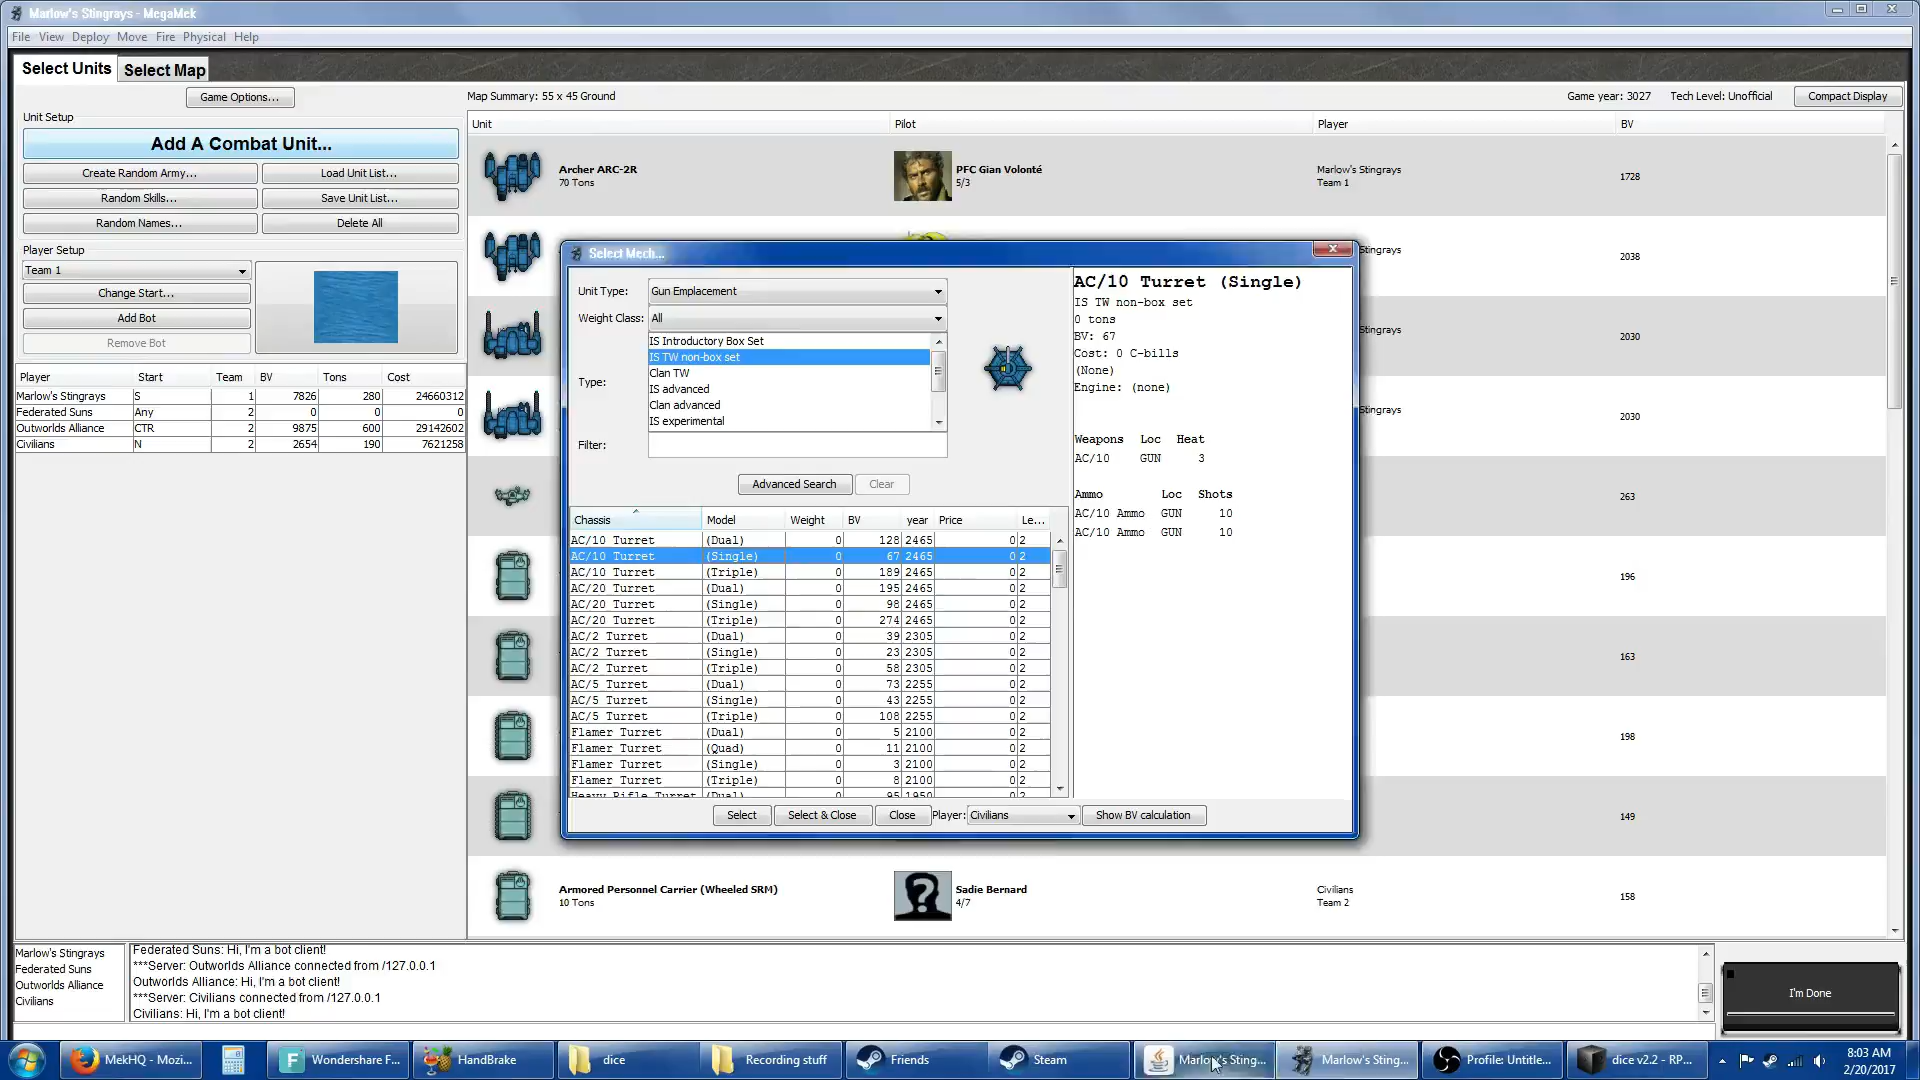 Marlow's Stingrays - MegaMek
File View Deploy Move Fire Physical Help
Select Units Select Map
Game Options...
Map Summary: 55 x 45 Ground
Game year: 3027 Tech Level: Unofficial Compact Display
Unit Setup
Add A Combat Unit...
Create Random Army... Load Unit List...
Random Skills... Save Unit List...
Random Names... Delete All
Player Setup
Team 1
Change Start...
Add Bot
Remove Bot
Player Start Team BV Tons Cost
Marlow's Stingrays S 1 7826 280 24660312
Federated Suns Any 2 0 0 0
Outworlds Alliance CTR 2 9875 600 29142602
Civilians N 2 2654 190 7621258
Unit Pilot Player BV
Archer ARC-2R PFC Gian Volonté Marlow's Stingrays
70 Tons 5/3 Team 1 1728
Stingrays 2038
Stingrays 2030
Stingrays 2030
263
196
163
198
149
Armored Personnel Carrier (Wheeled SRM) Sadie Bernard Civilians
10 Tons 4/7 Team 2 158
Select Mech...
Unit Type: Gun Emplacement
Weight Class: All
Type:
IS Introductory Box Set
IS TW non-box set
Clan TW
IS advanced
Clan advanced
IS experimental
Filter:
Advanced Search Clear
Chassis Model Weight BV year Price Le...
AC/10 Turret (Dual) 0 128 2465 0 2
AC/10 Turret (Single) 0 67 2465 0 2
AC/10 Turret (Triple) 0 189 2465 0 2
AC/20 Turret (Dual) 0 195 2465 0 2
AC/20 Turret (Single) 0 98 2465 0 2
AC/20 Turret (Triple) 0 274 2465 0 2
AC/2 Turret (Dual) 0 39 2305 0 2
AC/2 Turret (Single) 0 23 2305 0 2
AC/2 Turret (Triple) 0 58 2305 0 2
AC/5 Turret (Dual) 0 73 2255 0 2
AC/5 Turret (Single) 0 43 2255 0 2
AC/5 Turret (Triple) 0 108 2255 0 2
Flamer Turret (Dual) 0 5 2100 0 2
Flamer Turret (Quad) 0 11 2100 0 2
Flamer Turret (Single) 0 3 2100 0 2
Flamer Turret (Triple) 0 8 2100 0 2
Heavy Rifle Turret (Dual) 0 95 1950 0 2
Select Select & Close Close Player: Civilians Show BV calculation
AC/10 Turret (Single)
IS TW non-box set
0 tons
BV: 67
Cost: 0 C-bills
(None)
Engine: (none)
Weapons Loc Heat
AC/10 GUN 3
Ammo Loc Shots
AC/10 Ammo GUN 10
AC/10 Ammo GUN 10
Marlow's Stingrays
Federated Suns
Outworlds Alliance
Civilians
Federated Suns: Hi, I'm a bot client!
***Server: Outworlds Alliance connected from /127.0.0.1
Outworlds Alliance: Hi, I'm a bot client!
***Server: Civilians connected from /127.0.0.1
Civilians: Hi, I'm a bot client!
I'm Done
MekHQ - Mozi... Wondershare F... HandBrake dice Recording stuff Friends Steam Marlow's Sting... Marlow's Sting... Profile: Untitle... dice v2.2 - RP...
8:03 AM
2/20/2017